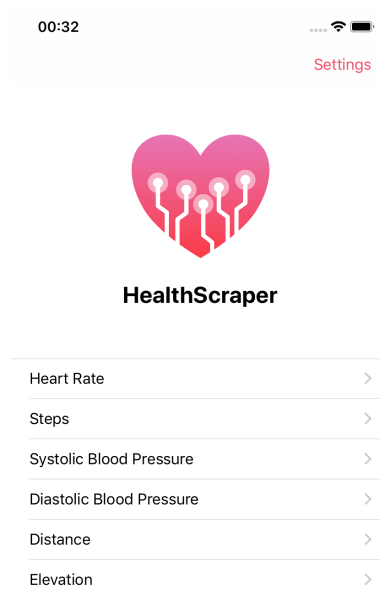 00:32
Settings
HealthScraper
Heart Rate
Steps
Systolic Blood Pressure
Diastolic Blood Pressure
Distance
Elevation